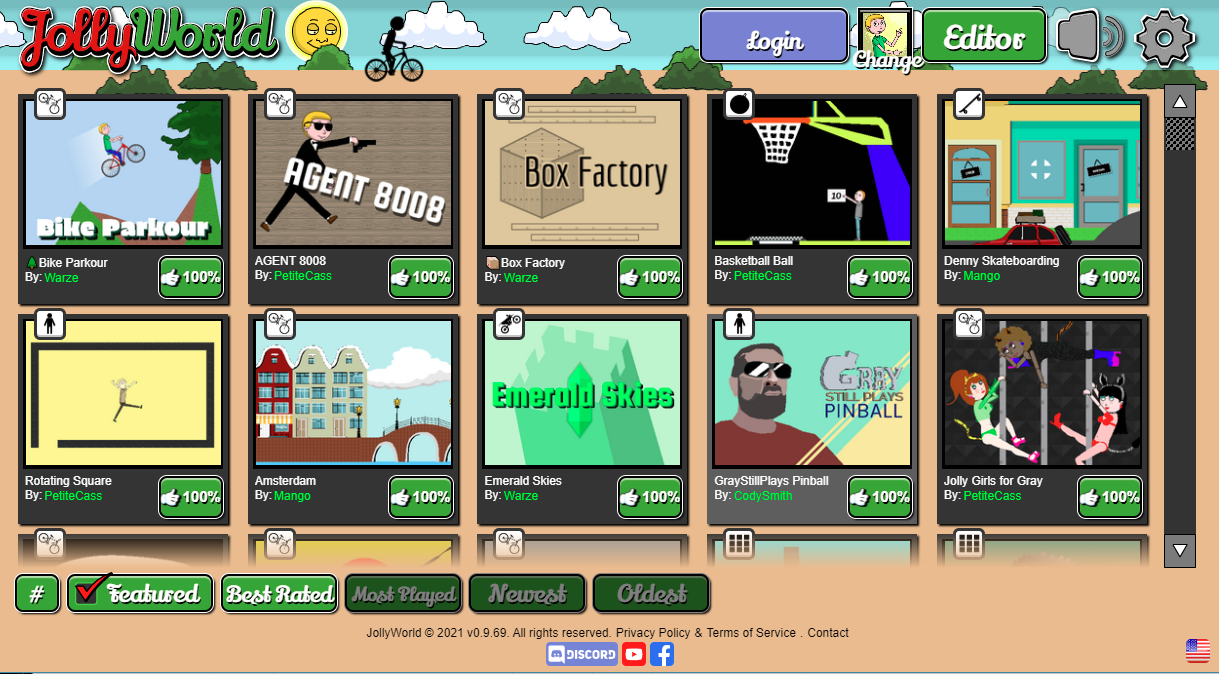 JollyWorld
Login
Change
Editor
Bike Parkour
Bike Parkour
By: Warze
100%
AGENT 8008
AGENT 8008
By: PetiteCass
100%
Box Factory
Box Factory
By: Warze
100%
10
Basketball Ball
By: PetiteCass
100%
Denny Skateboarding
By: Mango
100%
Rotating Square
By: PetiteCass
100%
Amsterdam
By: Mango
100%
Emerald Skies
Emerald Skies
By: Warze
100%
GRAY
STILL PLAYS
PINBALL
GrayStillPlays Pinball
By: CodySmith
100%
Jolly Girls for Gray
By: PetiteCass
100%
#
Featured
Best Rated
Most Played
Newest
Oldest
JollyWorld © 2021 v0.9.69. All rights reserved. Privacy Policy & Terms of Service . Contact
DISCORD